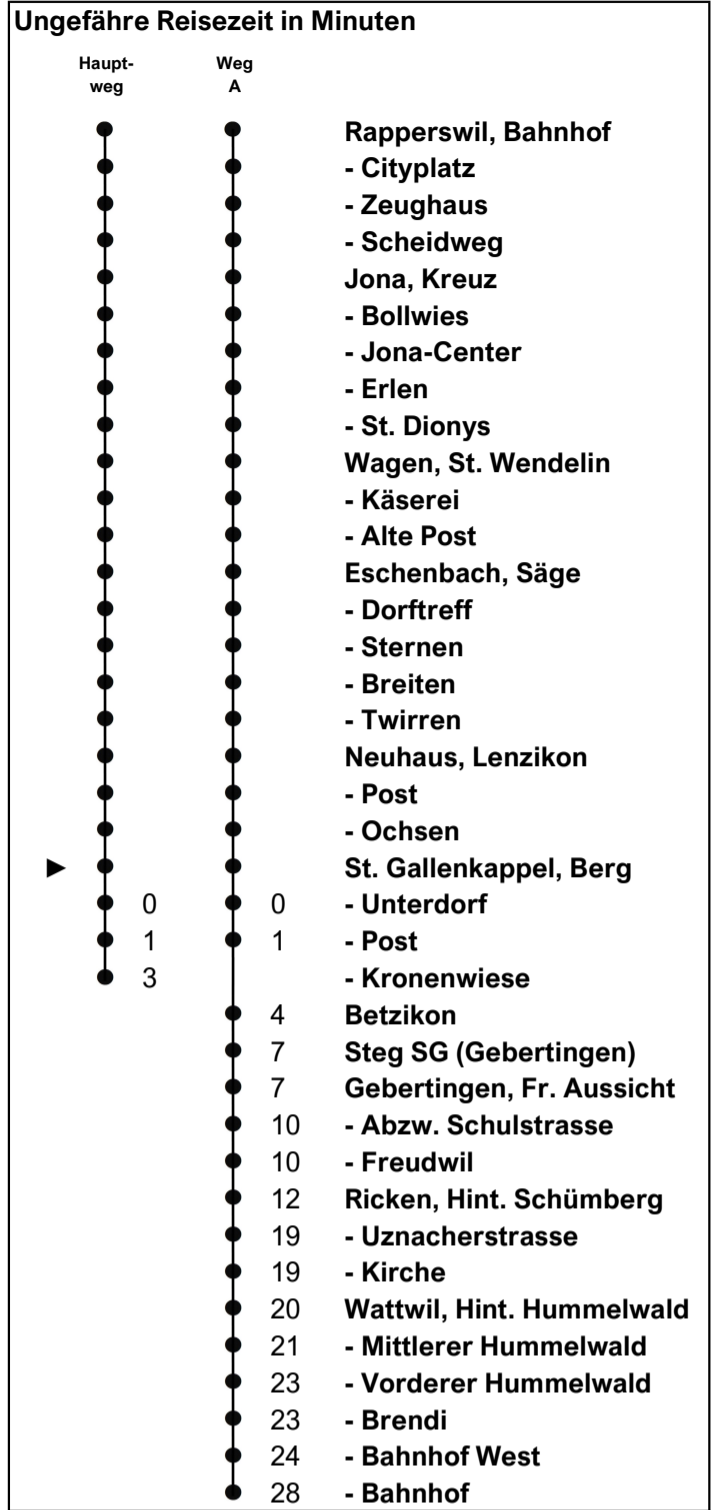 Ungefähre Reisezeit in Minuten
Haupt- Weg
weg A
Rapperswil, Bahnhof
- Cityplatz
- Zeughaus
- Scheidweg
Jona, Kreuz
- Bollwies
- Jona-Center
- Erlen
- St. Dionys
Wagen, St. Wendelin
- Käserei
- Alte Post
Eschenbach, Säge
- Dorftreff
- Sternen
- Breiten
- Twirren
Neuhaus, Lenzikon
- Post
- Ochsen
St. Gallenkappel, Berg
0 0 - Unterdorf
1 1 - Post
3 - Kronenwiese
4 Betzikon
7 Steg SG (Gebertingen)
7 Gebertingen, Fr. Aussicht
10 - Abzw. Schulstrasse
10 - Freudwil
12 Ricken, Hint. Schümberg
19 - Uznacherstrasse
19 - Kirche
20 Wattwil, Hint. Hummelwald
21 - Mittlerer Hummelwald
23 - Vorderer Hummelwald
23 - Brendi
24 - Bahnhof West
28 - Bahnhof